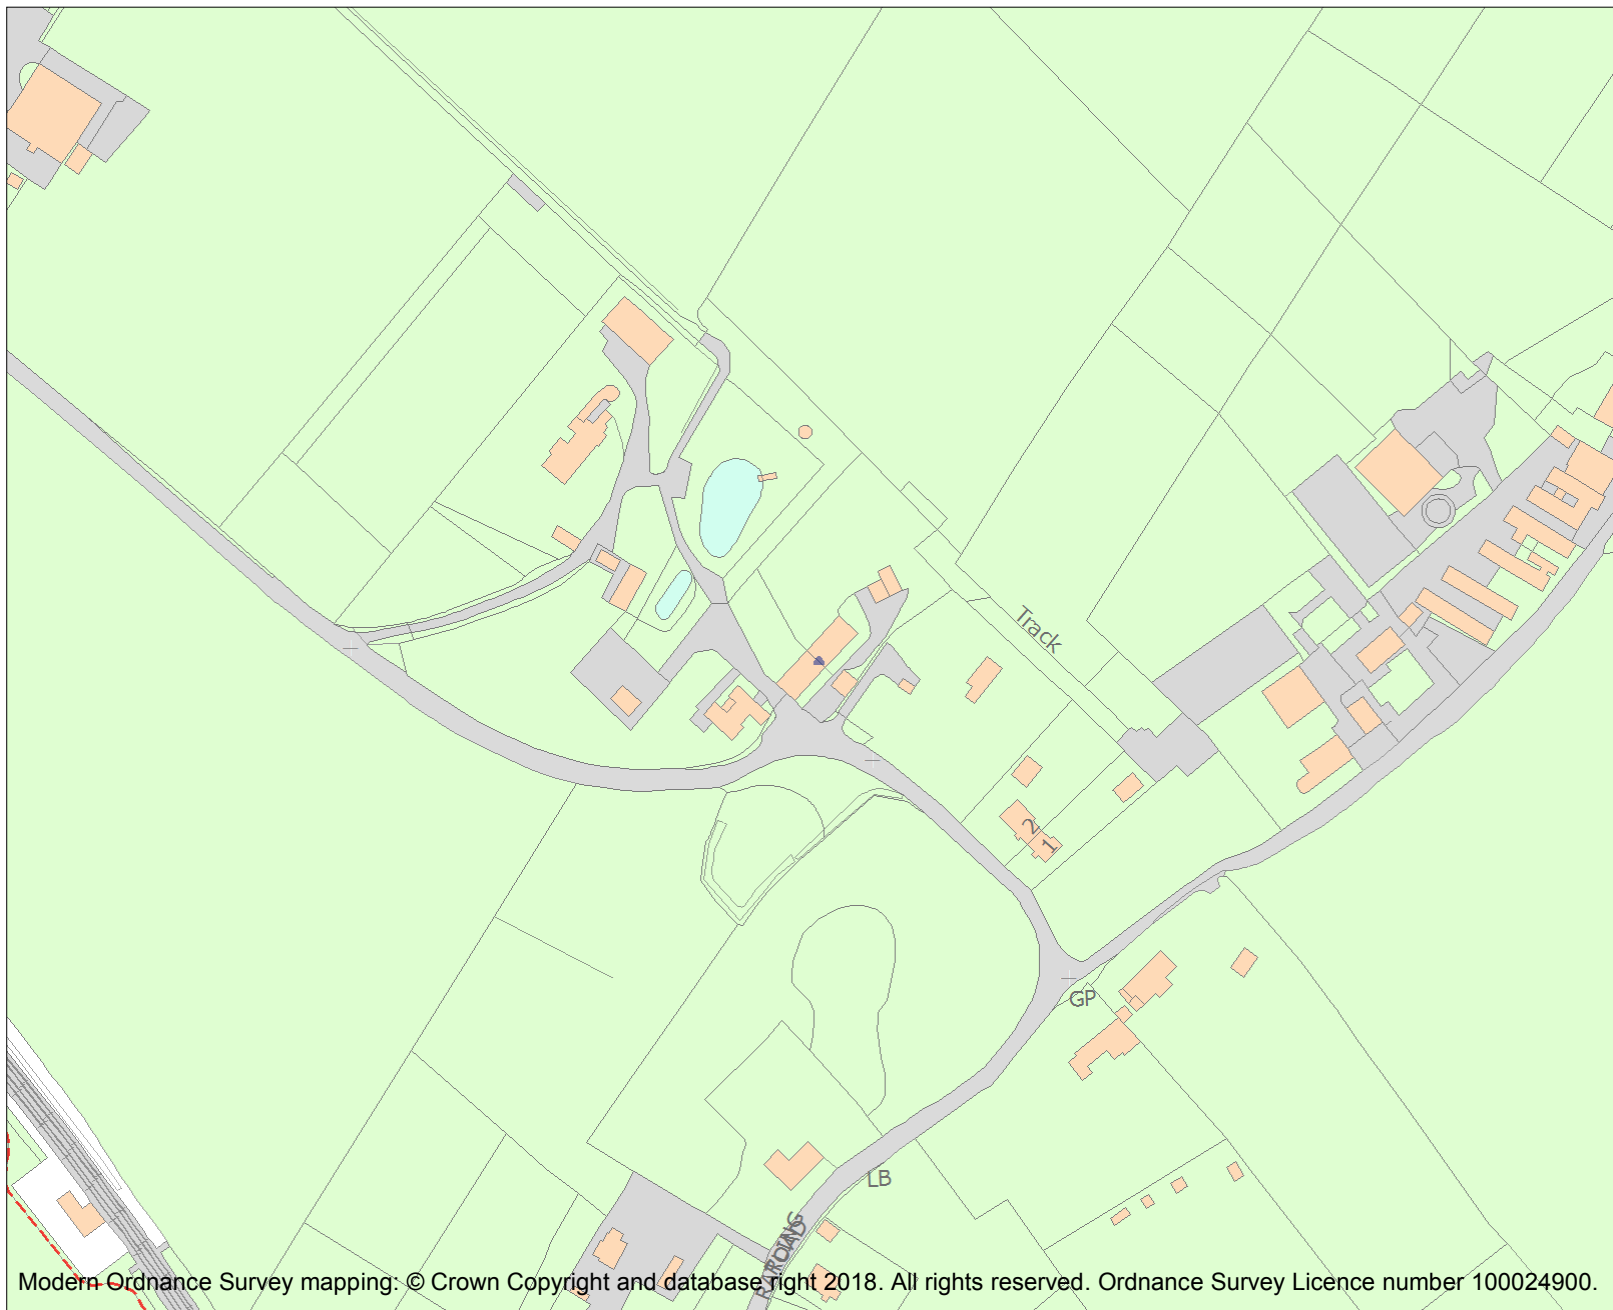 Track
2
1
GP
LB
Modern Ordnance Survey mapping: © Crown Copyright and database right 2018. All rights reserved. Ordnance Survey Licence number 100024900.